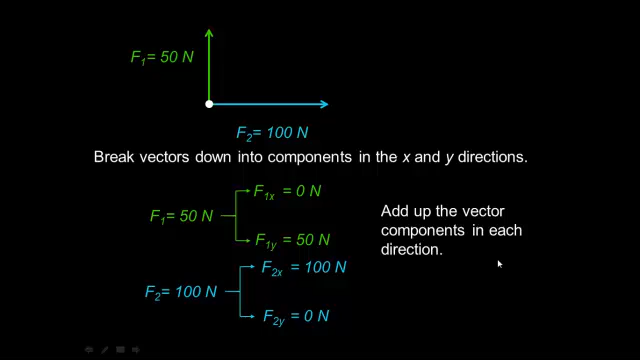 F1= 50 N
F2= 100 N
Break vectors down into components in the x and y directions.
F1x = 0 N
F1= 50 N
F1y = 50 N
F2x = 100 N
F2= 100 N
F2y = 0 N
Add up the vector
components in each
direction.